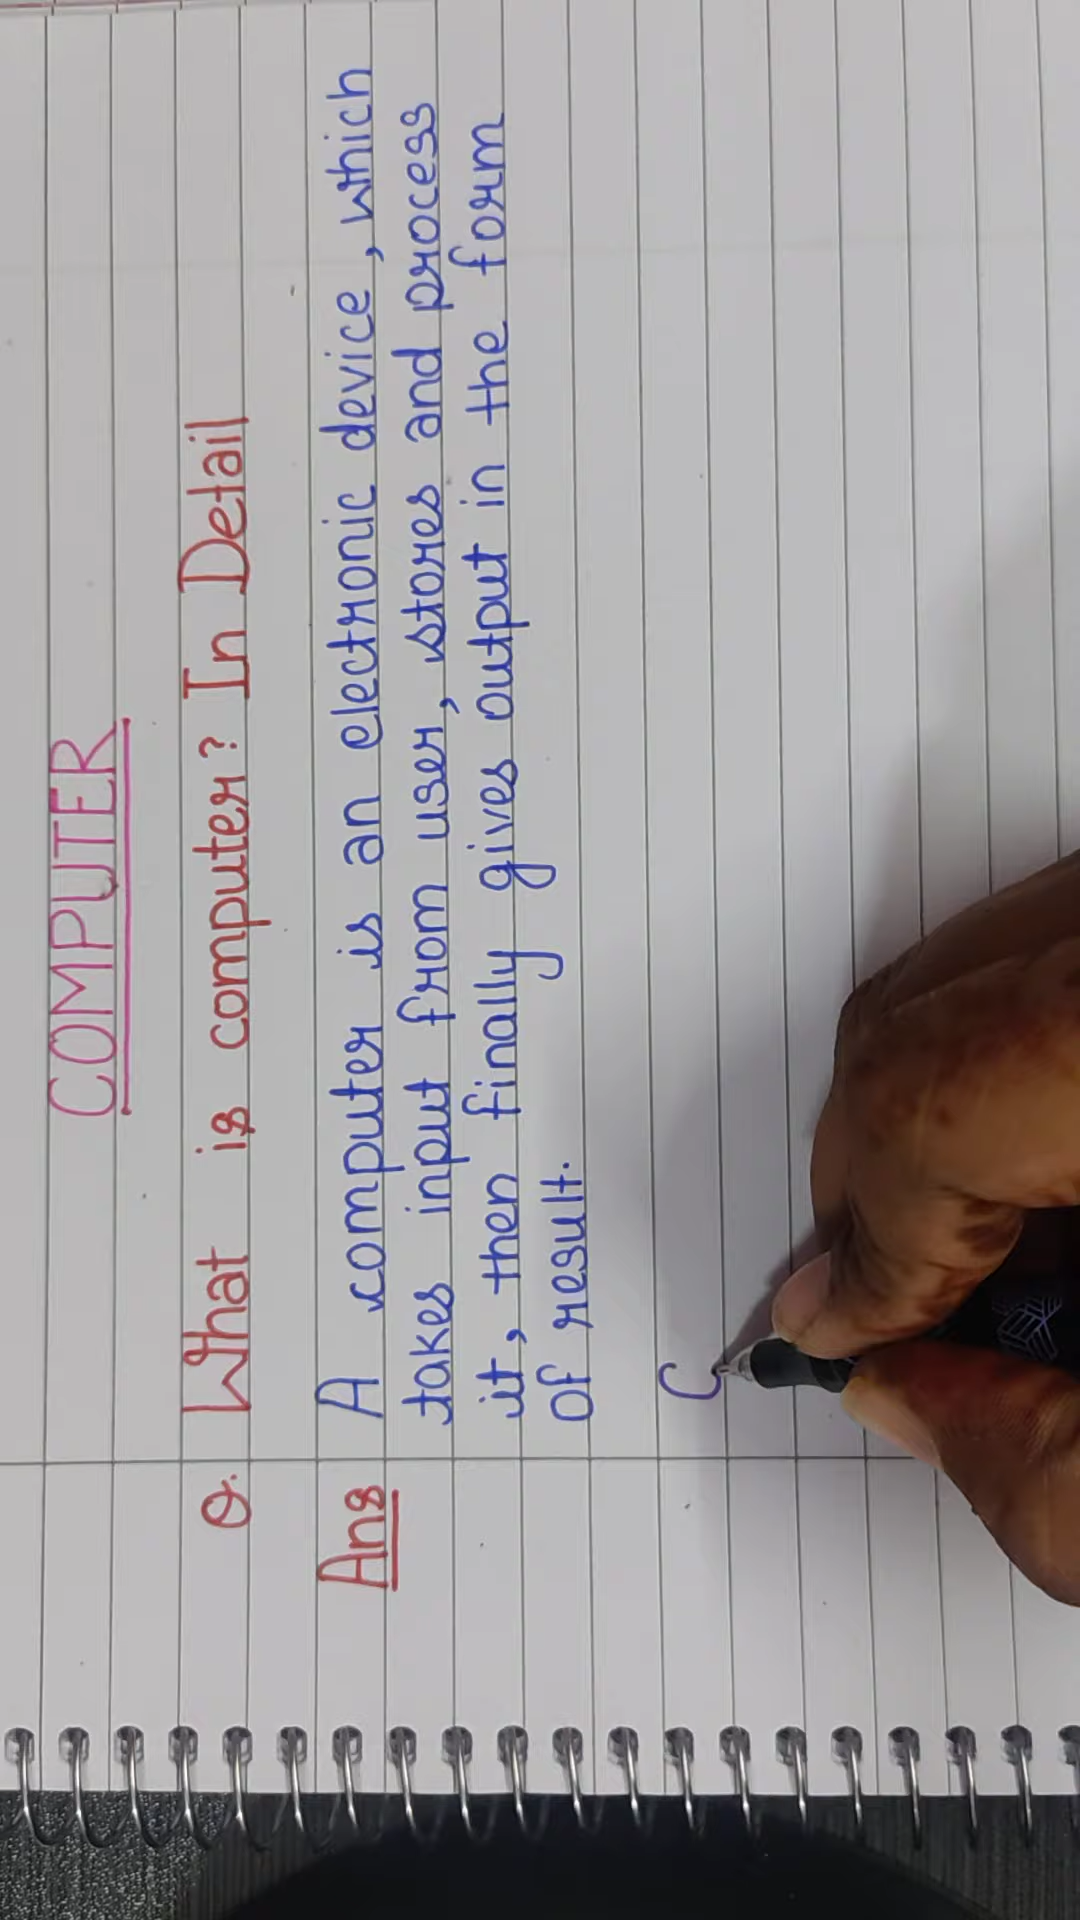 COMPUTER
Q. What is computer? In Detail
Ans A computer is an electronic device, which
takes input from user, stores and process
it, then finally gives output in the form
of result.
C